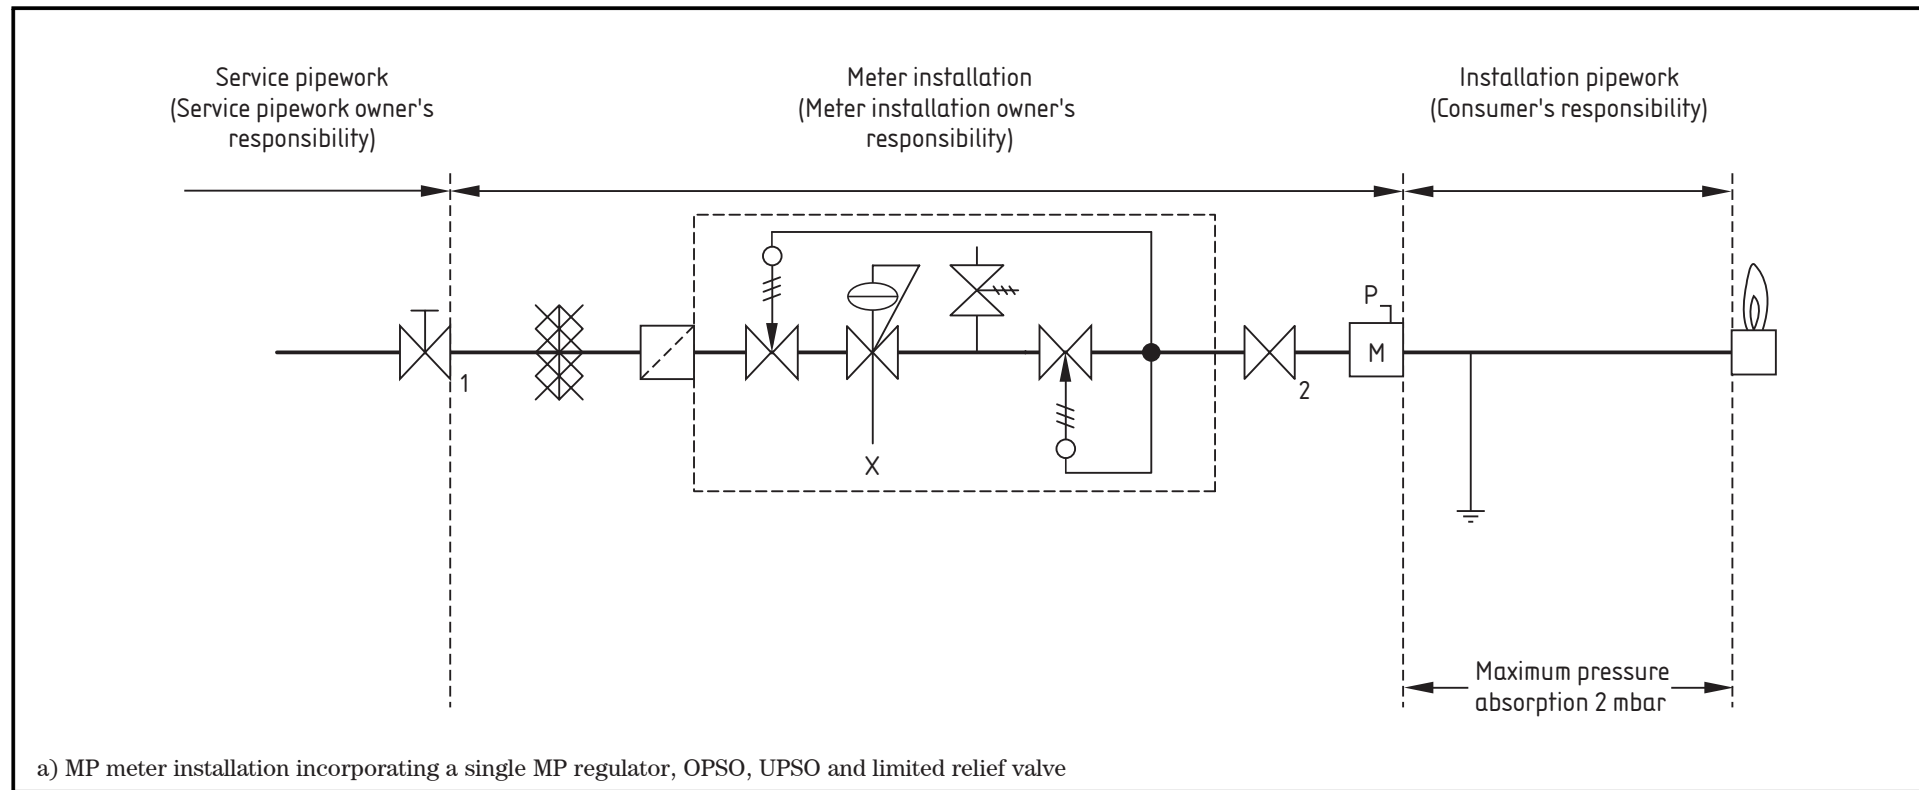 Service pipework
(Service pipework owner's
responsibility)
Meter installation
(Meter installation owner's
responsibility)
Installation pipework
(Consumer's responsibility)
P
M
1
2
X
Maximum pressure
absorption 2 mbar
a) MP meter installation incorporating a single MP regulator, OPSO, UPSO and limited relief valve